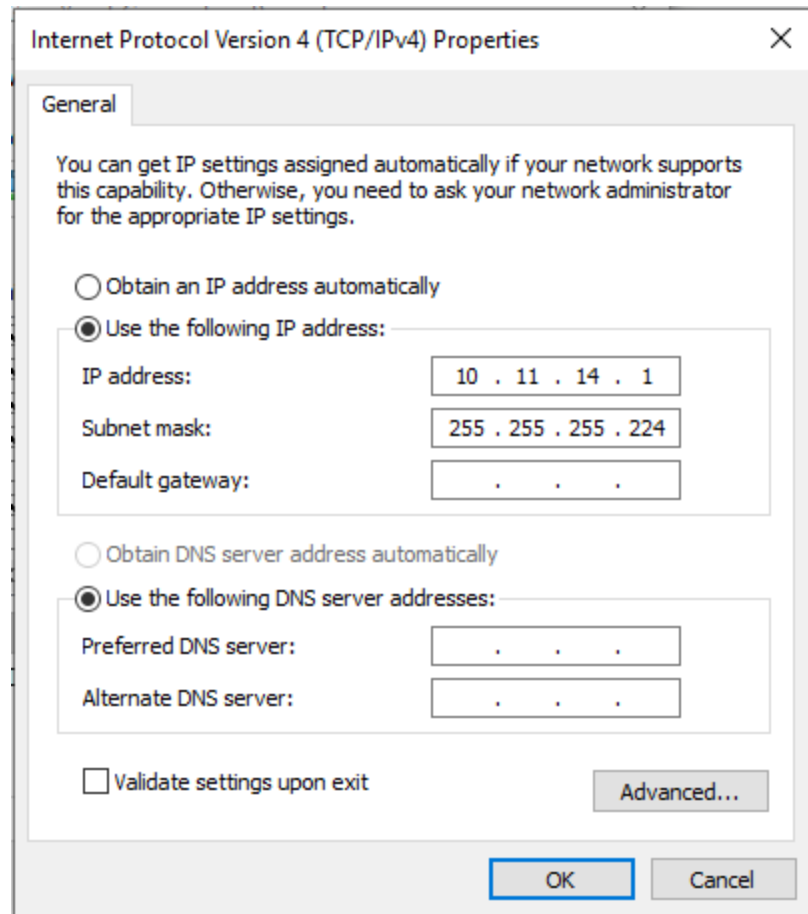 Internet Protocol Version 4 (TCP/IPv4) Properties
General
You can get IP settings assigned automatically if your network supports
this capability. Otherwise, you need to ask your network administrator
for the appropriate IP settings.
Obtain an IP address automatically
Use the following IP address:
IP address: 10 . 11 . 14 . 1
Subnet mask: 255 . 255 . 255 . 224
Default gateway: . . .
Obtain DNS server address automatically
Use the following DNS server addresses:
Preferred DNS server: . . .
Alternate DNS server: . . .
Validate settings upon exit
Advanced...
OK Cancel